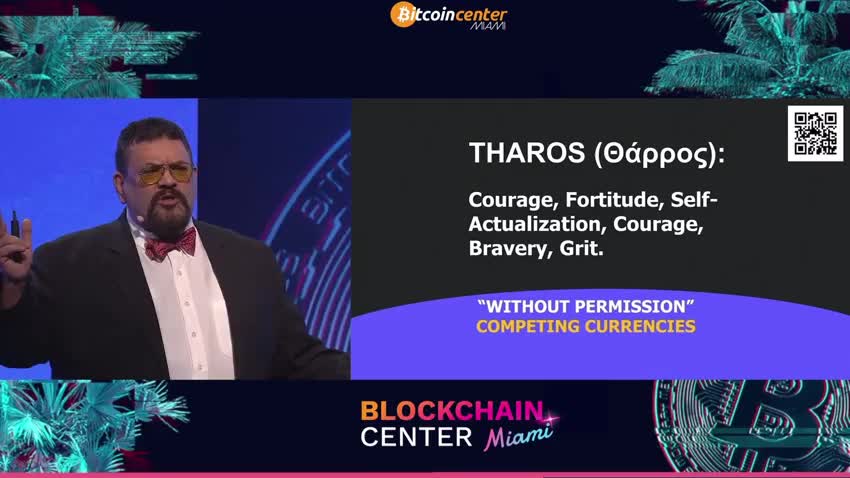 Bitcoincenter
MIAMI
THAROS (Θάρρος):
Courage, Fortitude, Self-
Actualization, Courage,
Bravery, Grit.
“WITHOUT PERMISSION”
COMPETING CURRENCIES
BLOCKCHAIN
CENTER Miami